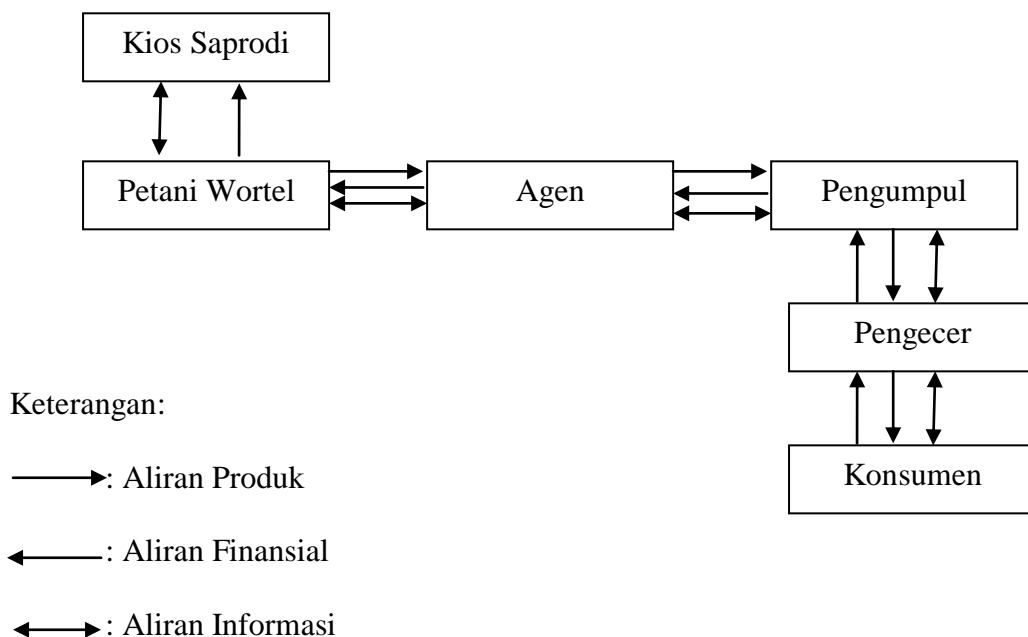 Kios Saprodi
Petani Wortel
Agen
Pengumpul
Pengecer
Konsumen
Keterangan:
: Aliran Produk
: Aliran Finansial
: Aliran Informasi